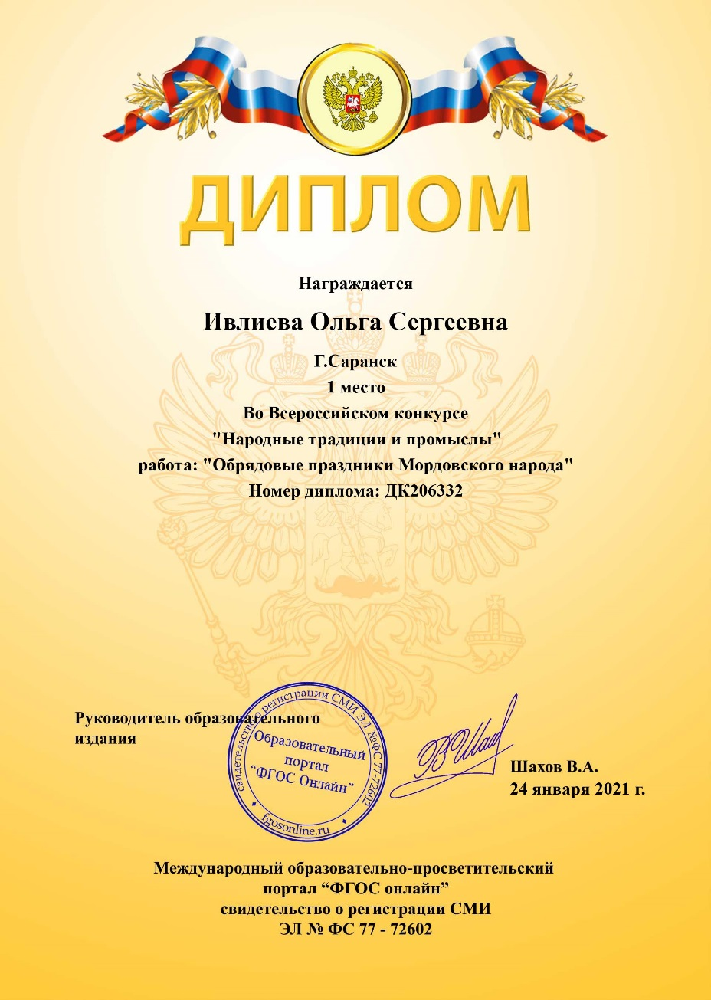 ДИПЛОМ
Награждается
Ивлиева Ольга Сергеевна
Г.Саранск
1 место
Во Всероссийском конкурсе
"Народные традиции и промыслы"
работа: "Обрядовые праздники Мордовского народа"
Номер диплома: ДК206332
Руководитель образовательного
издания
свидетельство о регистрации СМИ ЭЛ №ФС 77-72602
Образовательный
портал
“ФГОС Онлайн”
fgosonline.ru
Шахов В.А.
24 января 2021 г.
Международный образовательно-просветительский
портал “ФГОС онлайн”
свидетельство о регистрации СМИ
ЭЛ № ФС 77 - 72602